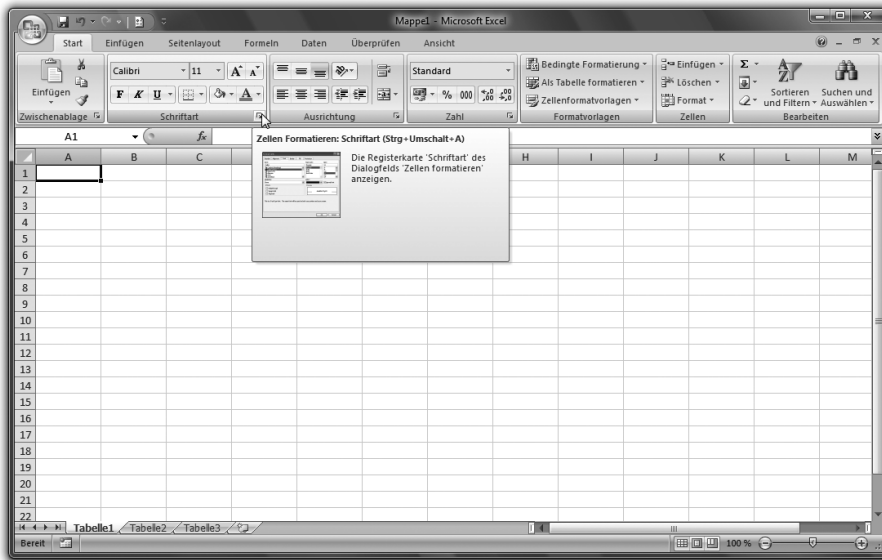 Mappe1 - Microsoft Excel
Start Einfügen Seitenlayout Formeln Daten Überprüfen Ansicht
Einfügen
Calibri 11
F K U
Standard
% 000
Bedingte Formatierung
Als Tabelle formatieren
Zellenformatvorlagen
Einfügen
Löschen
Format
Σ
Sortieren und Filtern
Suchen und Auswählen
Zwischenablage Schriftart Ausrichtung Zahl Formatvorlagen Zellen Bearbeiten
A1 fx
Zellen Formatieren: Schriftart (Strg+Umschalt+A)
Die Registerkarte 'Schriftart' des
Dialogfelds 'Zellen formatieren'
anzeigen.
A B C H I J K L M
1
2
3
4
5
6
7
8
9
10
11
12
13
14
15
16
17
18
19
20
21
22
Tabelle1 Tabelle2 Tabelle3
Bereit 100 %